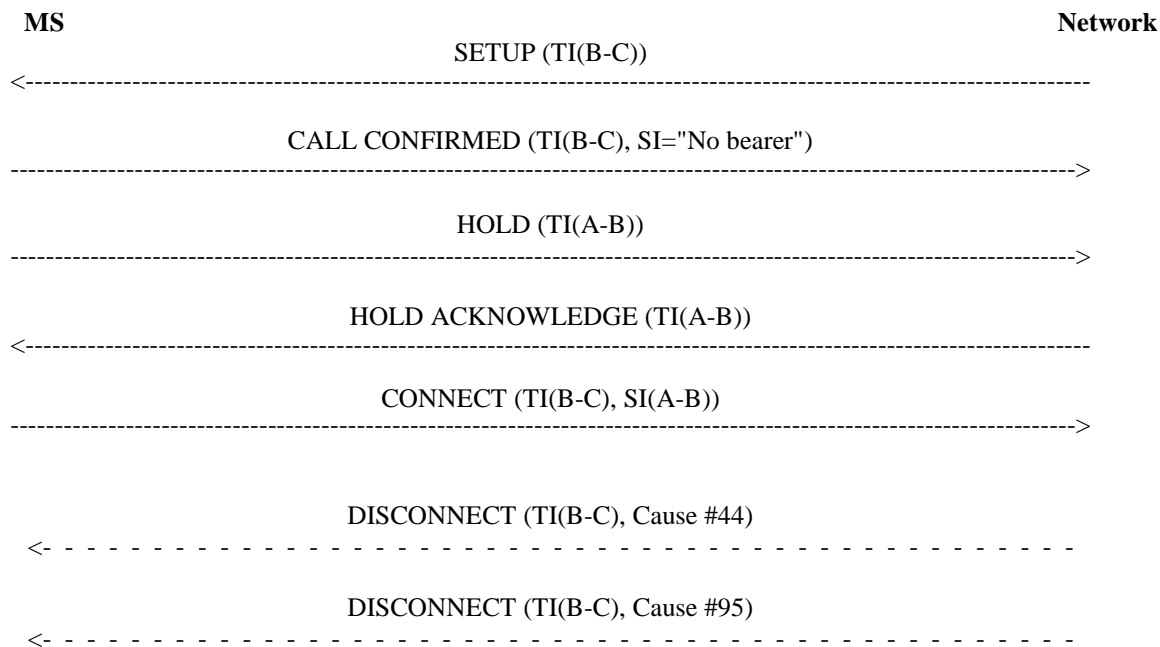 MS Network
SETUP (TI(B-C))
CALL CONFIRMED (TI(B-C), SI="No bearer")
HOLD (TI(A-B))
HOLD ACKNOWLEDGE (TI(A-B))
CONNECT (TI(B-C), SI(A-B))
DISCONNECT (TI(B-C), Cause #44)
DISCONNECT (TI(B-C), Cause #95)